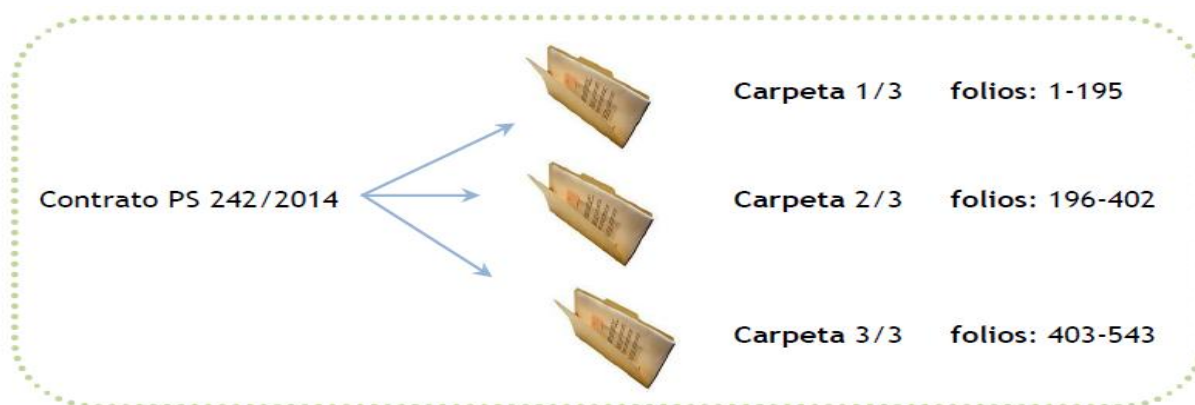 Carpeta 1/3 folios: 1-195
Contrato PS 242/2014
Carpeta 2/3 folios: 196-402
Carpeta 3/3 folios: 403-543